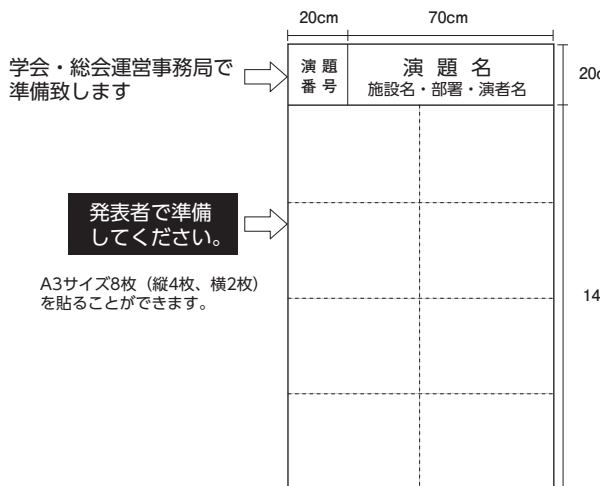 20cm
70cm
学会・総会運営事務局で
準備致します
演題
番号
演題名
施設名・部署・演者名
発表者で準備
してください。
A3サイズ8枚（縦4枚、横2枚）
を貼ることができます。